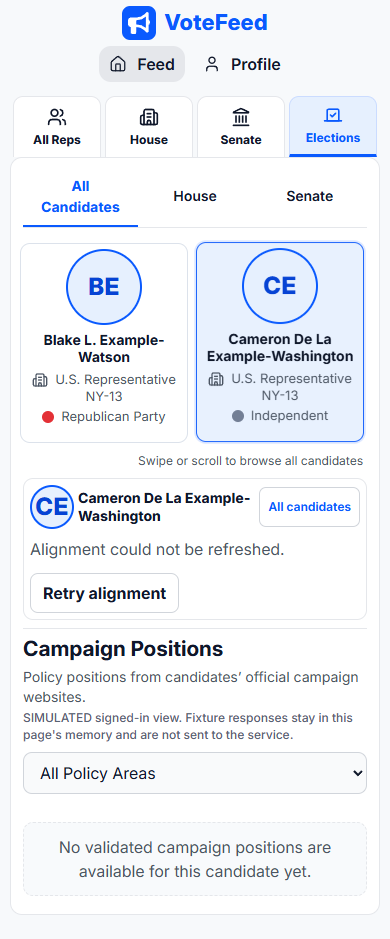 VoteFeed
Feed
Profile
All Reps
House
Senate
Elections
All
Candidates
House
Senate
BE
Blake L. Example-
Watson
U.S. Representative
NY-13
Republican Party
CE
Cameron De La
Example-Washington
U.S. Representative
NY-13
Independent
Swipe or scroll to browse all candidates
CE
Cameron De La Example-
Washington
All candidates
Alignment could not be refreshed.
Retry alignment
Campaign Positions
Policy positions from candidates’ official campaign
websites.
SIMULATED signed-in view. Fixture responses stay in this
page's memory and are not sent to the service.
All Policy Areas
No validated campaign positions are
available for this candidate yet.